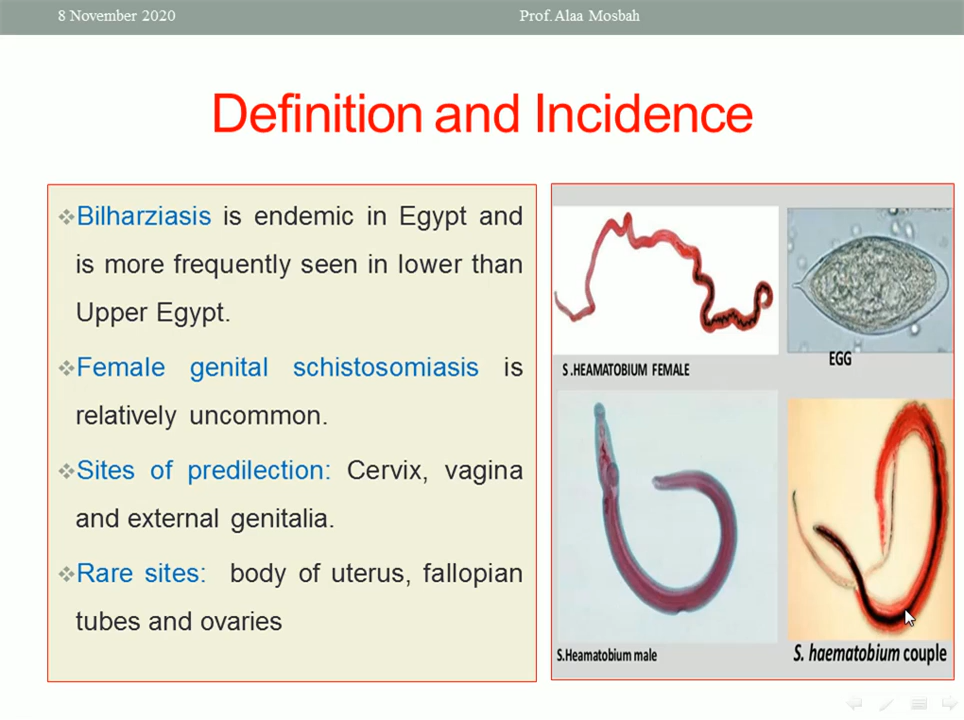 8 November 2020
Prof. Alaa Mosbah
Definition and Incidence
Bilharziasis is endemic in Egypt and
is more frequently seen in lower than
Upper Egypt.
Female genital schistosomiasis is
relatively uncommon.
Sites of predilection: Cervix, vagina
and external genitalia.
Rare sites: body of uterus, fallopian
tubes and ovaries
S.HEAMATOBIUM FEMALE
EGG
S.Heamatobium male
S. haematobium couple